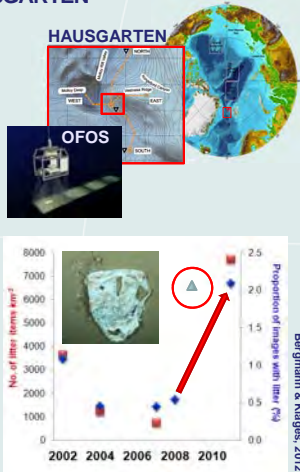 HAUSGARTEN
HAUSGARTEN
NORTH
WEST
EAST
SOUTH
OFOS
8000
7000
6000
5000
4000
3000
2000
1000
0
No. of litter items km⁻²
2.5
2.0
1.5
1.0
0.5
0.0
Proportion of images with litter (%)
2002 2004 2006 2008 2010
Bergmann & Klages, 2012